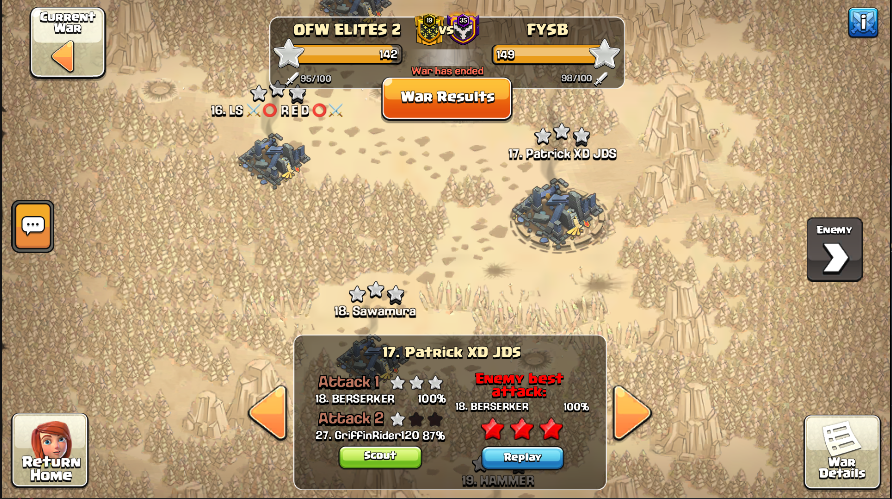 Current War
OFW ELITES 2
19
VS
35
FYSB
142
149
War has ended
95/100
98/100
War Results
16. LS ⚔️⭕ R E D ⭕⚔️
17. Patrick XD JDS
Enemy
18. Sawamura
17. Patrick XD JDS
Attack 1
18. BERSERKER 100%
Attack 2
27. GriffinRider120 87%
Scout
Enemy best
attack:
18. BERSERKER 100%
Replay
19. HAMMER
Return
Home
War
Details